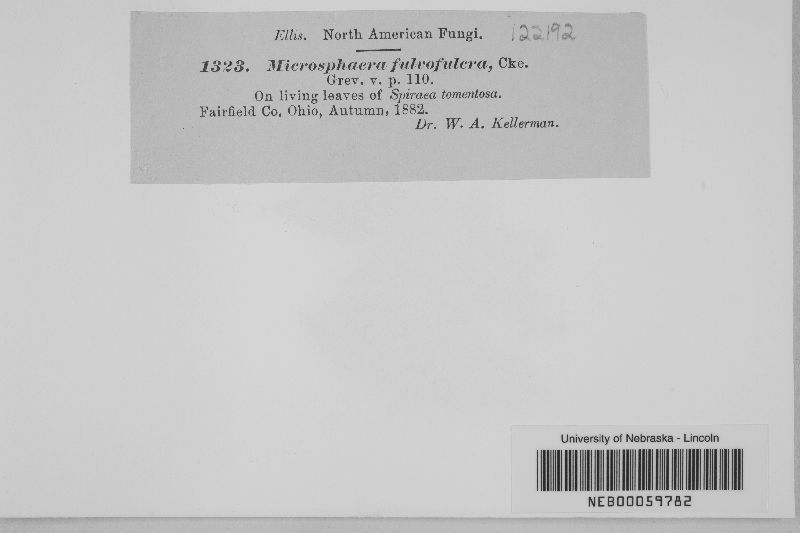 Ellis. North American Fungi. 122192
1323. Microsphaera fulvofulcra, Cke.
Grev. v. p. 110.
On living leaves of Spiraea tomentosa.
Fairfield Co. Ohio, Autumn, 1882.
Dr. W. A. Kellerman.
University of Nebraska - Lincoln
NEB00059782